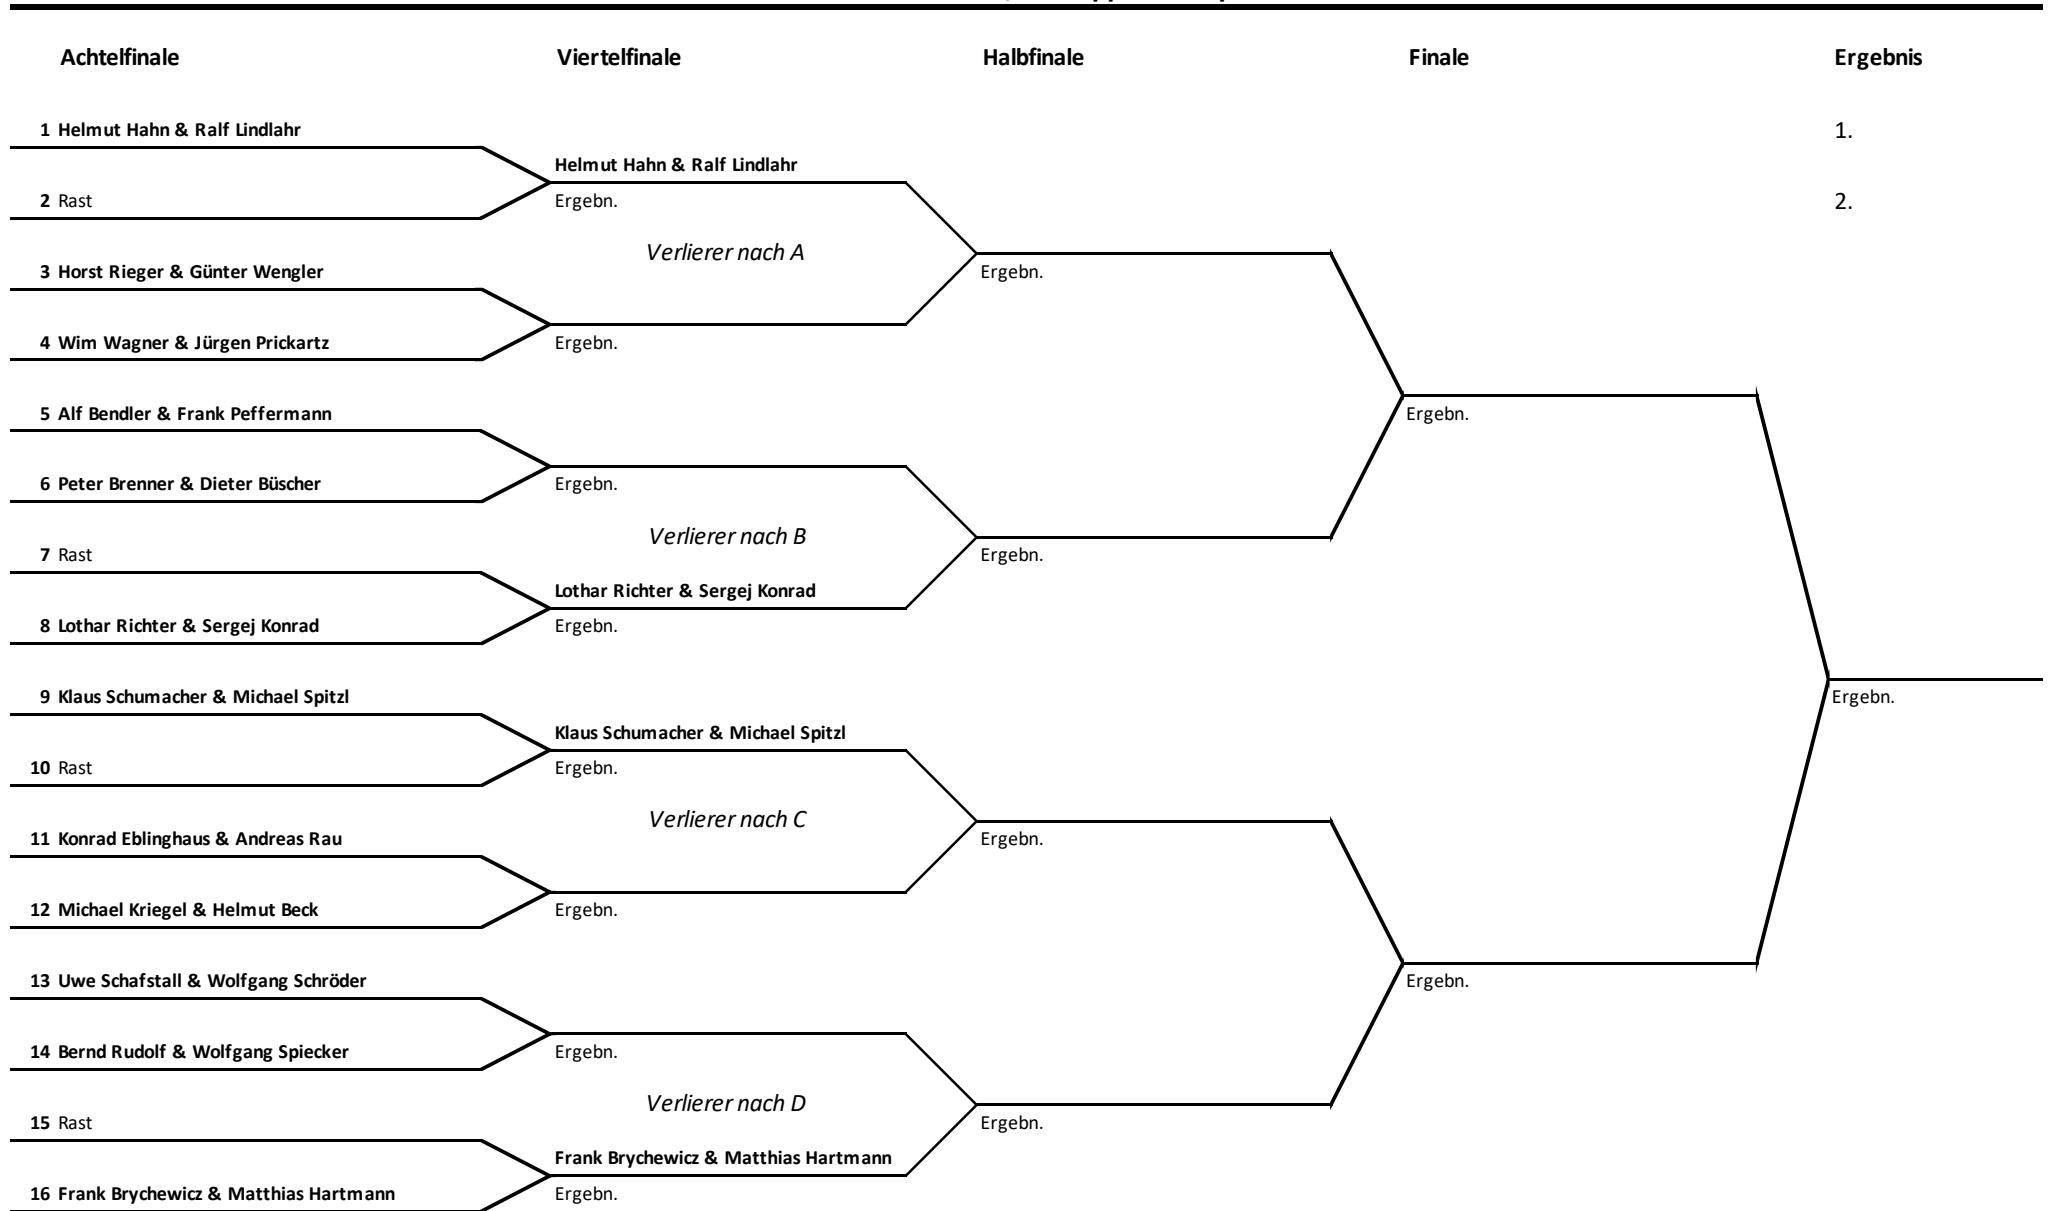 Achtelfinale Viertelfinale Halbfinale Finale Ergebnis
1 Helmut Hahn & Ralf Lindlahr 1.
Helmut Hahn & Ralf Lindlahr
2 Rast Ergebn. 2.
Verlierer nach A
3 Horst Rieger & Günter Wengler Ergebn.
4 Wim Wagner & Jürgen Prickartz Ergebn.
5 Alf Bendler & Frank Peffermann Ergebn.
6 Peter Brenner & Dieter Büscher Ergebn.
Verlierer nach B
7 Rast Ergebn.
Lothar Richter & Sergej Konrad
8 Lothar Richter & Sergej Konrad Ergebn.
9 Klaus Schumacher & Michael Spitzl Ergebn.
Klaus Schumacher & Michael Spitzl
10 Rast Ergebn.
Verlierer nach C
11 Konrad Eblinghaus & Andreas Rau Ergebn.
12 Michael Kriegel & Helmut Beck Ergebn.
13 Uwe Schafstall & Wolfgang Schröder Ergebn.
14 Bernd Rudolf & Wolfgang Spiecker Ergebn.
Verlierer nach D
15 Rast Ergebn.
Frank Brychewicz & Matthias Hartmann
16 Frank Brychewicz & Matthias Hartmann Ergebn.